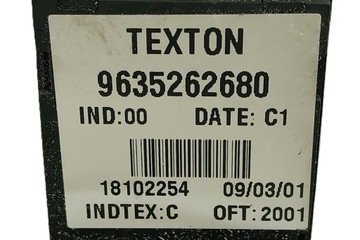 TEXTON
9635262680
IND:00 DATE: C1
18102254 09/03/01
INDTEX:C OFT: 2001